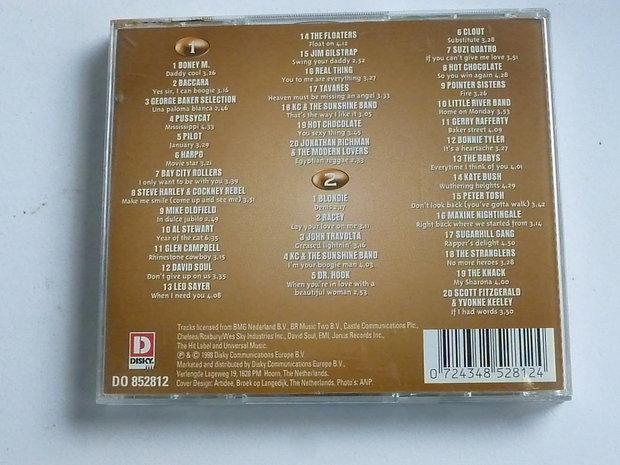 1
1 BONEY M.
Daddy cool 3,26
2 BACCARA
Yes sir, I can boogie 3,16
3 GEORGE BAKER SELECTION
Una paloma blanca 2,46
4 PUSSYCAT
Mississippi 4,33
5 PILOT
January 3,29
6 HARPO
Movie star 3,21
7 BAY CITY ROLLERS
I only want to be with you 3,39
8 STEVE HARLEY & COCKNEY REBEL
Make me smile (come up and see me) 3,51
9 MIKE OLDFIELD
In dulce jubilo 2,49
10 AL STEWART
Year of the cat 6,35
11 GLEN CAMPBELL
Rhinestone cowboy 3,15
12 DAVID SOUL
Don't give up on us 3,35
13 LEO SAYER
When I need you 4,08
14 THE FLOATERS
Float on 4,12
15 JIM GILSTRAP
Swing your daddy 2,52
16 REAL THING
You to me are everything 3,27
17 TAVARES
Heaven must be missing an angel 3,33
18 KC & THE SUNSHINE BAND
That's the way I like it 3,05
19 HOT CHOCOLATE
You sexy thing 3,45
20 JONATHAN RICHMAN
& THE MODERN LOVERS
Egyptian reggae 2,33
2
1 BLONDIE
Denis 2,17
2 RACEY
Lay your love on me 3,11
3 JOHN TRAVOLTA
Greased lightnin' 3,16
4 KC & THE SUNSHINE BAND
I'm your boogie man 4,03
5 DR. HOOK
When you're in love with a
beautiful woman 2,53
6 CLOUT
Substitute 3,28
7 SUZI QUATRO
If you can't give me love 3,51
8 HOT CHOCOLATE
So you win again 4,28
9 POINTER SISTERS
Fire 3,26
10 LITTLE RIVER BAND
Home on Monday 3,53
11 GERRY RAFFERTY
Baker street 4,09
12 BONNIE TYLER
It's a heartache 3,27
13 THE BABYS
Everytime I think of you 4,01
14 KATE BUSH
Wuthering heights 4,29
15 PETER TOSH
Don't look back (you've gotta walk) 3,42
16 MAXINE NIGHTINGALE
Right back where we started from 3,14
17 SUGARHILL GANG
Rapper's delight 4,50
18 THE STRANGLERS
No more heroes 3,28
19 THE KNACK
My Sharona 4,00
20 SCOTT FITZGERALD
& YVONNE KEELEY
If I had words 3,50
D
DISKY
DO 852812
Tracks licensed from BMG Nederland B.V., BR Music Two B.V., Castle Communications Plc.,
Chelsea/Roxbury/Wes Sky Industries Inc., David Soul, EMI, Janus Records Inc.,
The Hit Label and Universal Music.
℗ & © 1998 Disky Communications Europe B.V.,
Marketed and distributed by Disky Communications Europe B.V.,
Verlengde Lageweg 19, 1628 PM Hoorn, The Netherlands.
Cover Design: Artidee, Broek op Langedijk, The Netherlands. Photo's: ANP.
0 724348 528124